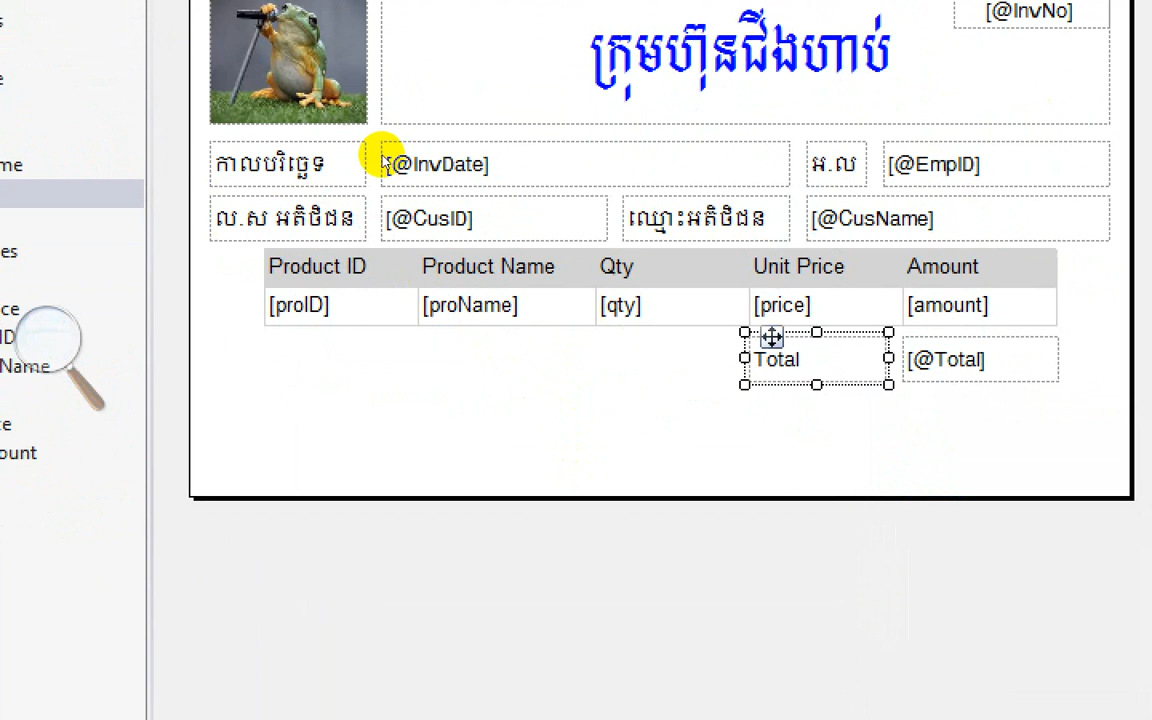 [@InvNo]
ក្រុមហ៊ុនជឹងហាប់
កាលបរិច្ឆេទ [@InvDate] អ.ល [@EmpID]
ល.ស អតិថិជន [@CusID] ឈ្មោះអតិថិជន [@CusName]
Product ID Product Name Qty Unit Price Amount
[proID] [proName] [qty] [price] [amount]
Total [@Total]
me
es
ce
ID
Name
te
ount